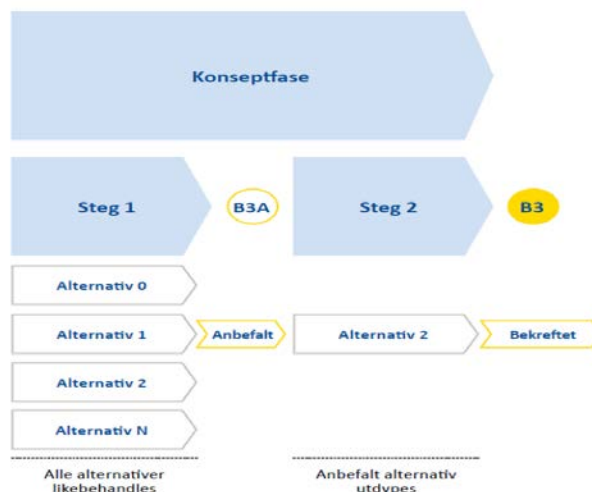 Konseptfase
Steg 1
B3A
Steg 2
B3
Alternativ 0
Alternativ 1
Anbefalt
Alternativ 2
Bekreftet
Alternativ 2
Alternativ N
Alle alternativer
likebehandles
Anbefalt alternativ
utdypes